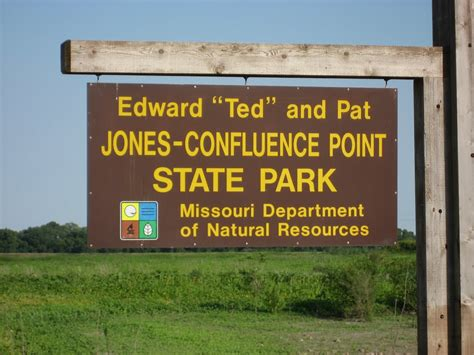 Edward “Ted” and Pat
JONES-CONFLUENCE POINT
STATE PARK
Missouri Department
of Natural Resources